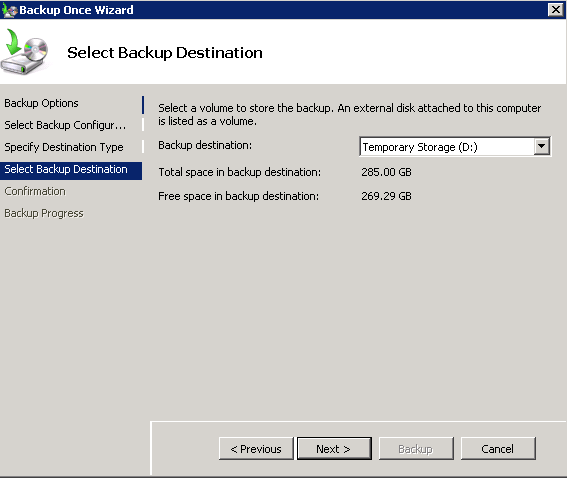 Backup Once Wizard
Select Backup Destination
Backup Options
Select Backup Configur...
Specify Destination Type
Select Backup Destination
Confirmation
Backup Progress
Select a volume to store the backup. An external disk attached to this computer
is listed as a volume.
Backup destination: Temporary Storage (D:)
Total space in backup destination: 285.00 GB
Free space in backup destination: 269.29 GB
< Previous Next > Backup Cancel